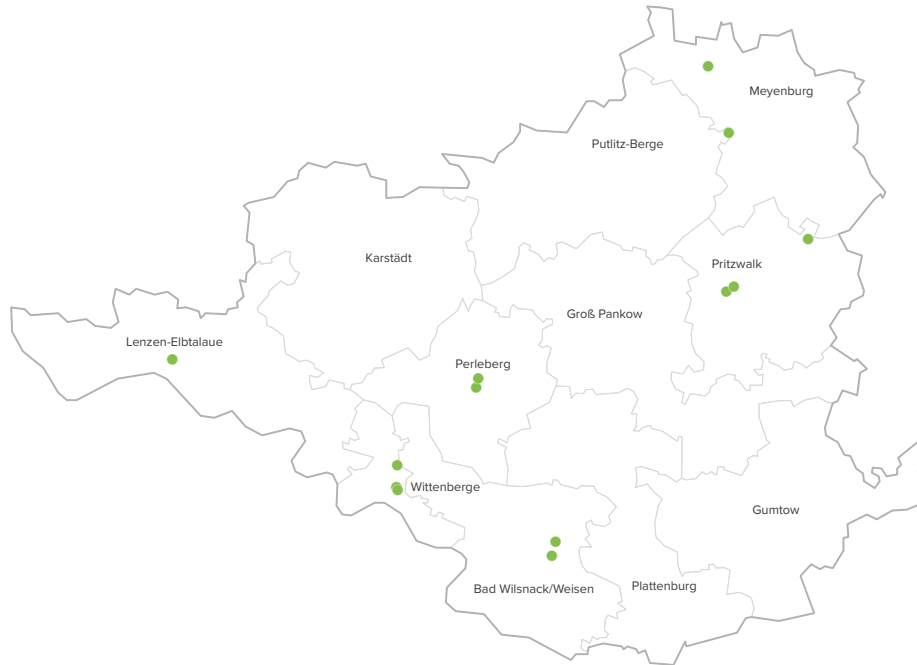 Meyenburg
Putlitz-Berge
Karstädt
Pritzwalk
Groß Pankow
Lenzen-Elbtalaue
Perleberg
Wittenberge
Gumtow
Bad Wilsnack/Weisen
Plattenburg